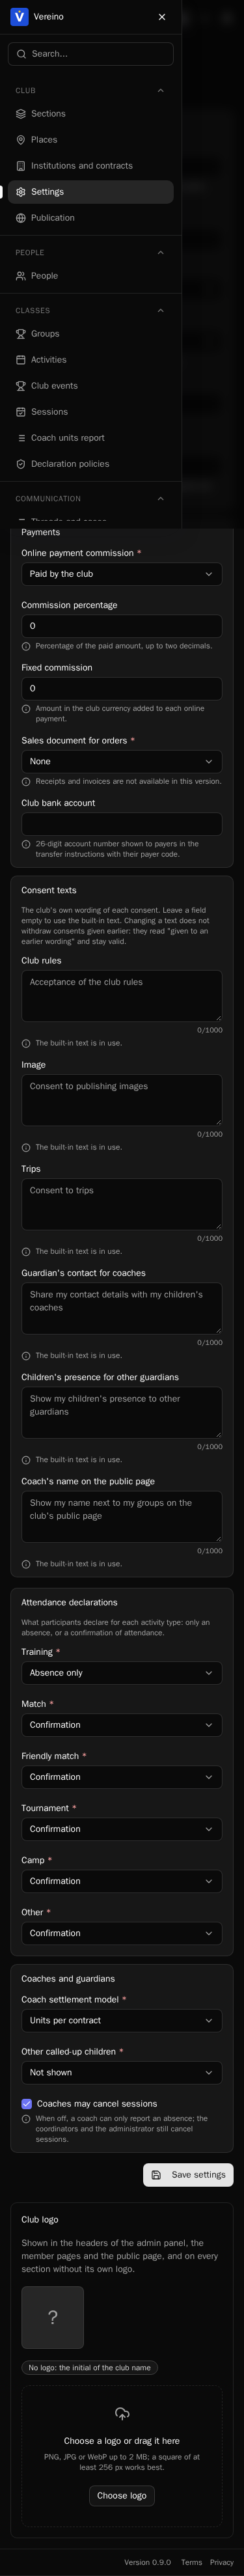 Vereino
Search...
CLUB
Sections
Places
Institutions and contracts
Settings
Publication
PEOPLE
People
CLASSES
Groups
Activities
Club events
Sessions
Coach units report
Declaration policies
COMMUNICATION
Payments
Online payment commission *
Paid by the club
Commission percentage
0
Percentage of the paid amount, up to two decimals.
Fixed commission
0
Amount in the club currency added to each online
payment.
Sales document for orders *
None
Receipts and invoices are not available in this version.
Club bank account
26-digit account number shown to payers in the
transfer instructions with their payer code.
Consent texts
The club's own wording of each consent. Leave a field
empty to use the built-in text. Changing a text does not
withdraw consents given earlier: they read "given to an
earlier wording" and stay valid.
Club rules
Acceptance of the club rules
0/1000
The built-in text is in use.
Image
Consent to publishing images
0/1000
The built-in text is in use.
Trips
Consent to trips
0/1000
The built-in text is in use.
Guardian's contact for coaches
Share my contact details with my children's
coaches
0/1000
The built-in text is in use.
Children's presence for other guardians
Show my children's presence to other
guardians
0/1000
The built-in text is in use.
Coach's name on the public page
Show my name next to my groups on the
club's public page
0/1000
The built-in text is in use.
Attendance declarations
What participants declare for each activity type: only an
absence, or a confirmation of attendance.
Training *
Absence only
Match *
Confirmation
Friendly match *
Confirmation
Tournament *
Confirmation
Camp *
Confirmation
Other *
Confirmation
Coaches and guardians
Coach settlement model *
Units per contract
Other called-up children *
Not shown
Coaches may cancel sessions
When off, a coach can only report an absence; the
coordinators and the administrator still cancel
sessions.
Save settings
Club logo
Shown in the headers of the admin panel, the
member pages and the public page, and on every
section without its own logo.
?
No logo: the initial of the club name
Choose a logo or drag it here
PNG, JPG or WebP up to 2 MB; a square of at
least 256 px works best.
Choose logo
Version 0.9.0 Terms Privacy